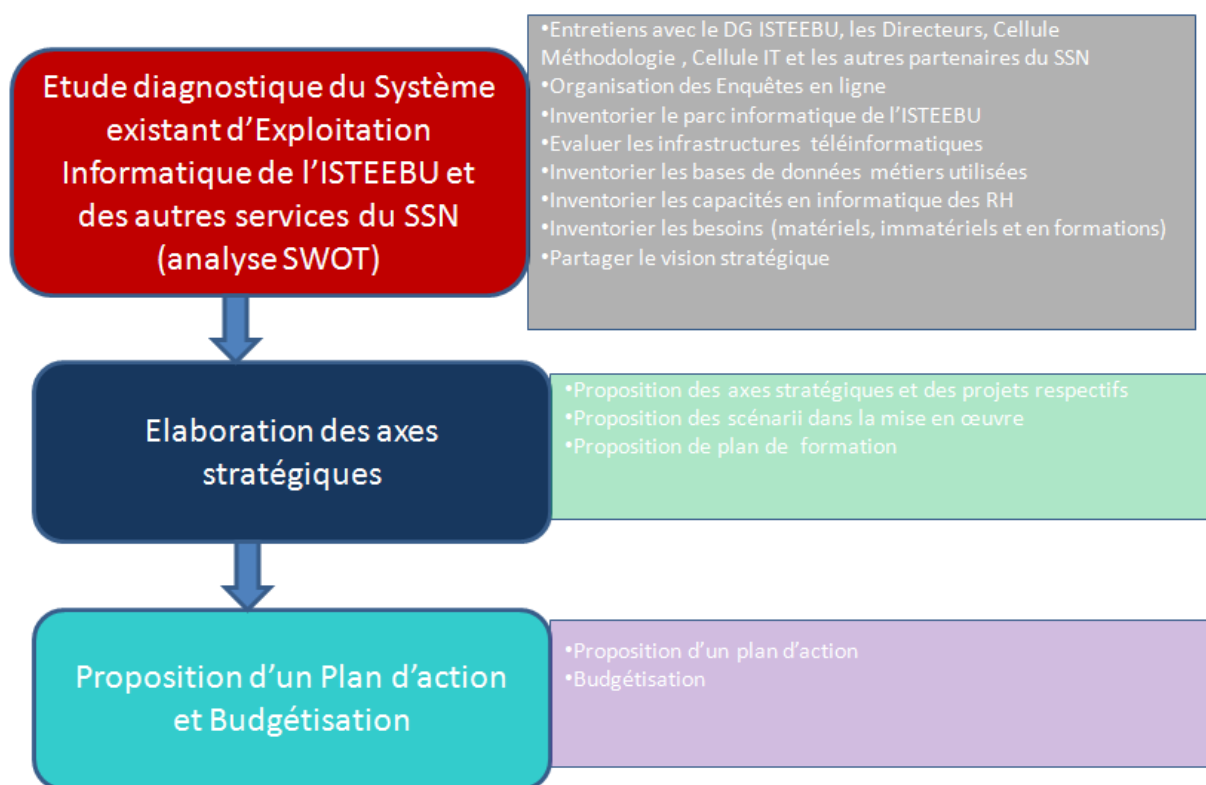 Etude diagnostique du Système
existant d'Exploitation
Informatique de l'ISTEEBU et
des autres services du SSN
(analyse SWOT)
•Entretiens avec le DG ISTEEBU, les Directeurs, Cellule
Méthodologie , Cellule IT et les autres partenaires du SSN
•Organisation des Enquêtes en ligne
•Inventorier le parc informatique de l'ISTEEBU
•Evaluer les infrastructures téléinformatiques
•Inventorier les bases de données métiers utilisées
•Inventorier les capacités en informatique des RH
•Inventorier les besoins (matériels, immatériels et en formations)
•Partager le vision stratégique
Elaboration des axes
stratégiques
•Proposition des axes stratégiques et des projets respectifs
•Proposition des scénarii dans la mise en œuvre
•Proposition de plan de formation
Proposition d'un Plan d'action
et Budgétisation
•Proposition d'un plan d'action
•Budgétisation